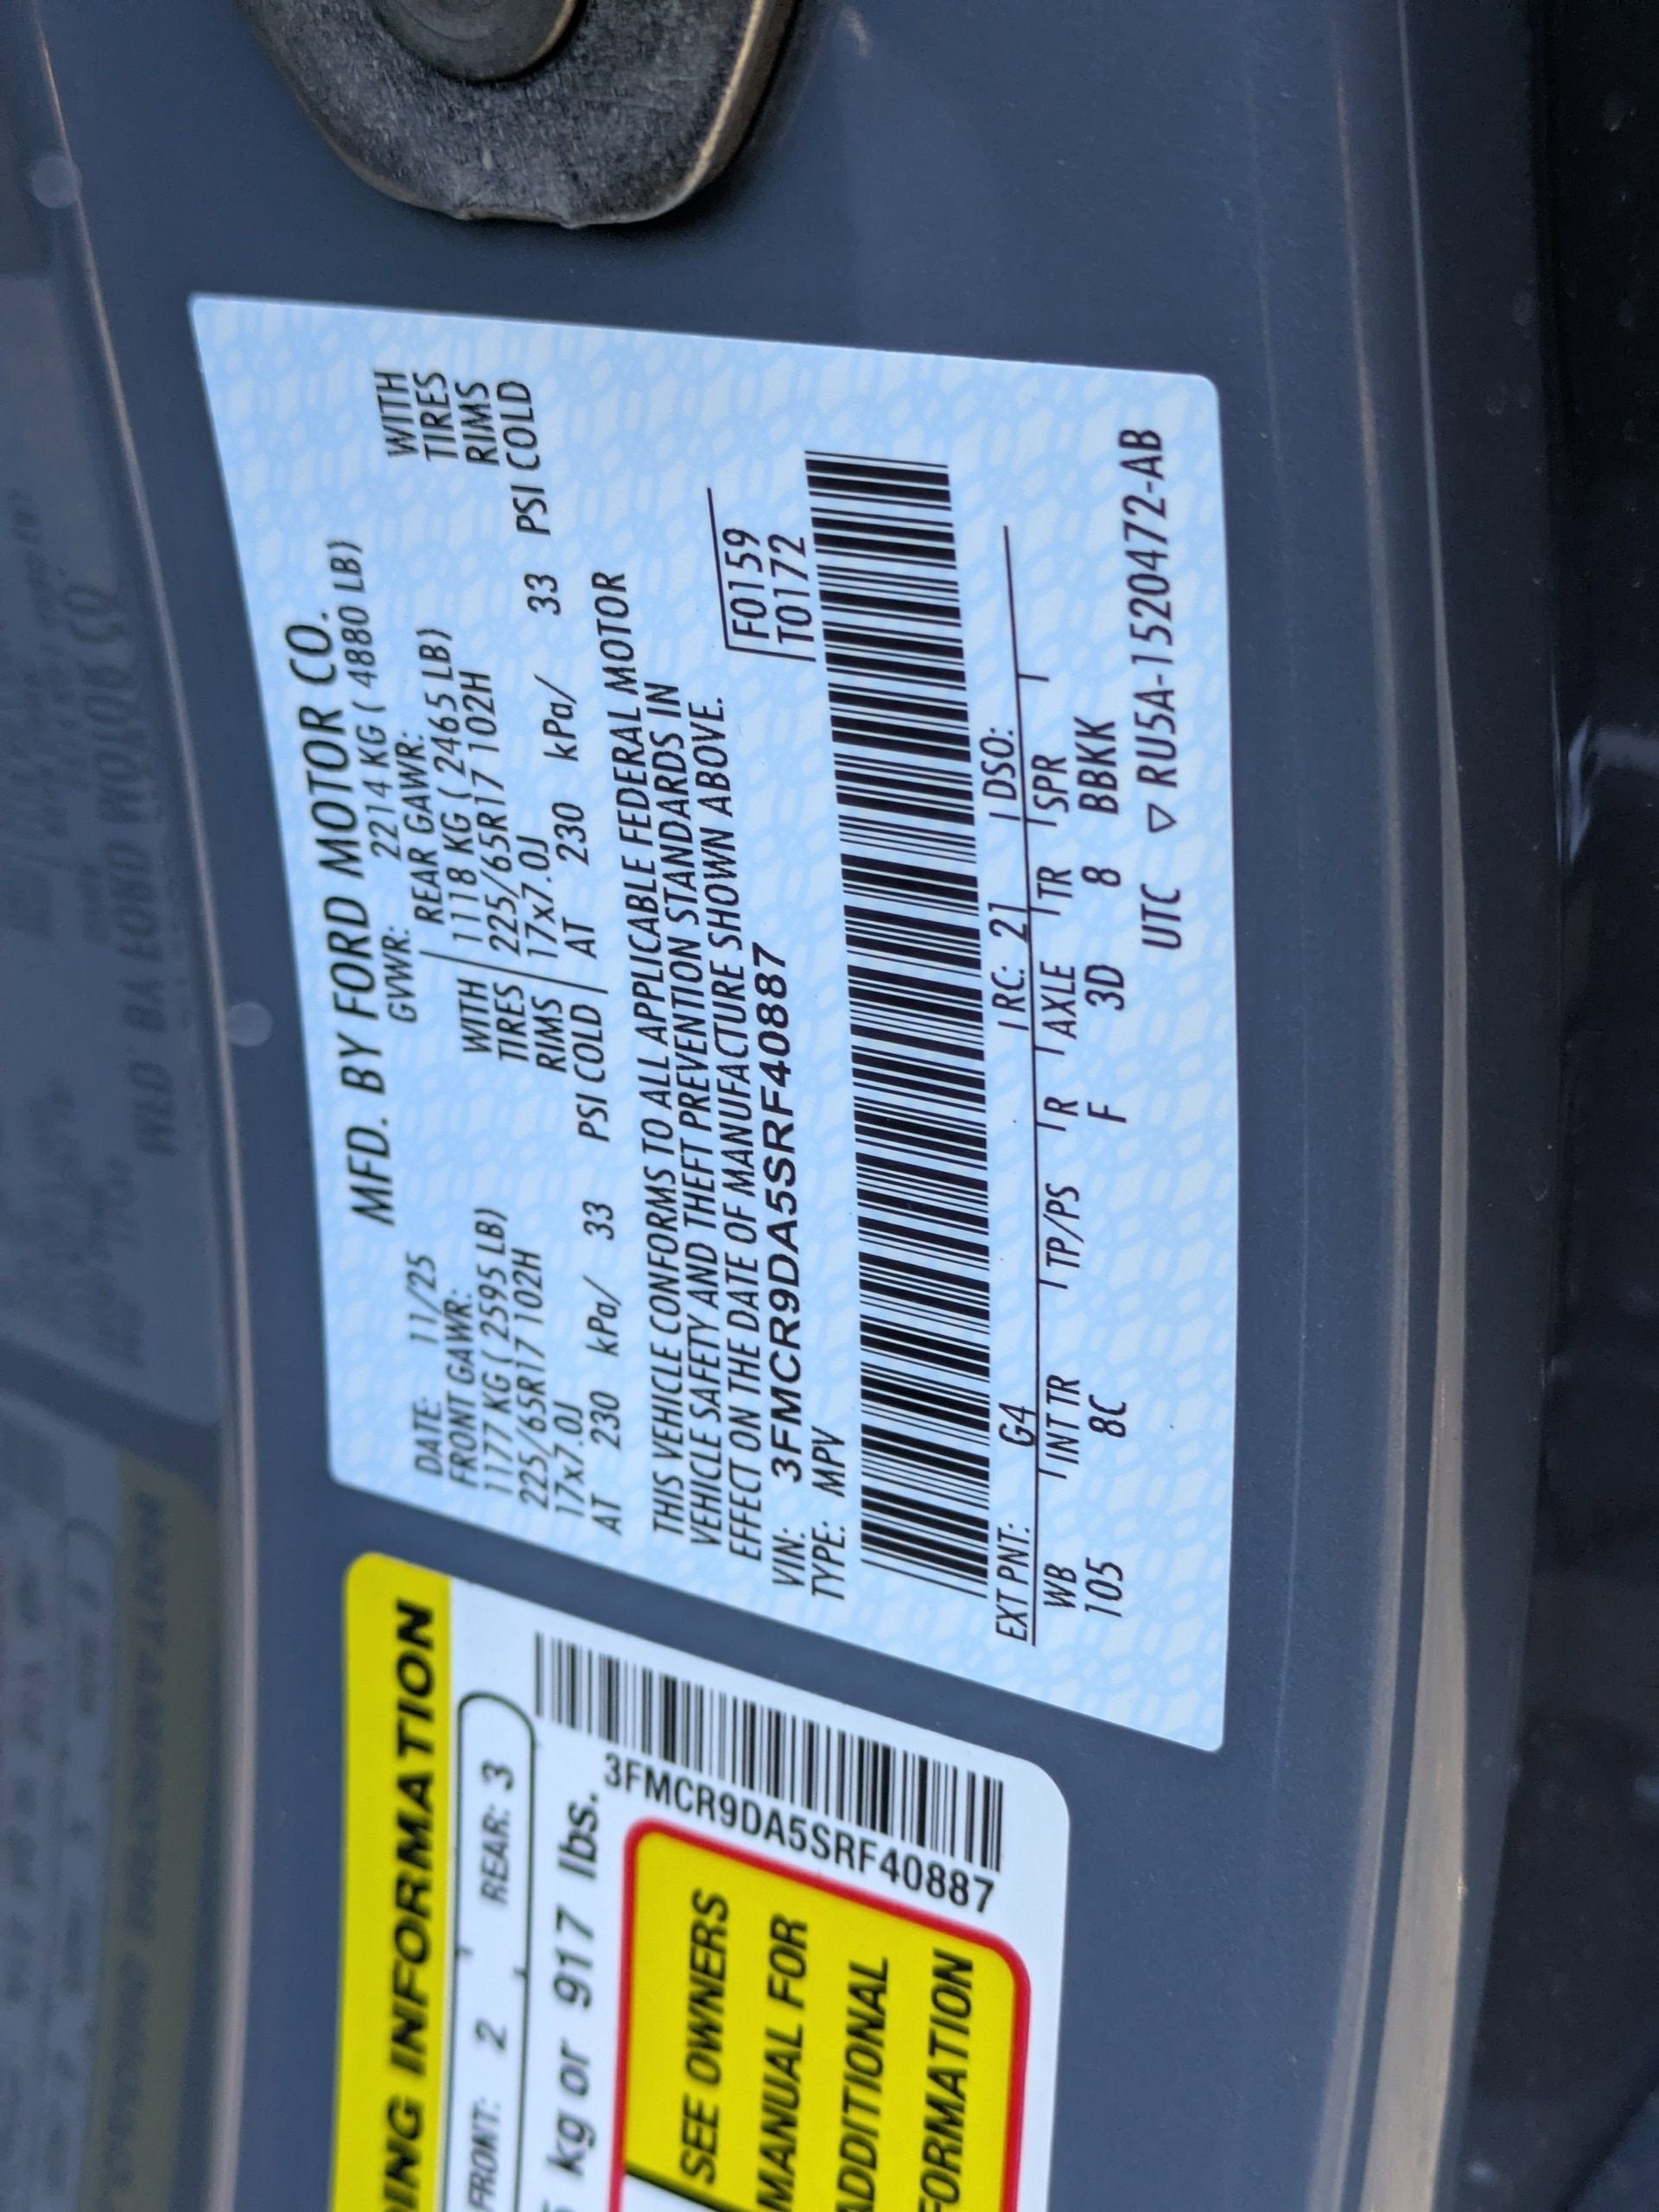 MFD. BY FORD MOTOR CO.
DATE: 11/25 GVWR: 2214 KG ( 4880 LB)
FRONT GAWR: REAR GAWR:
1177 KG ( 2595 LB) WITH 1118 KG ( 2465 LB) WITH
225/65R17 102H TIRES 225/65R17 102H TIRES
17x7.0J RIMS 17x7.0J RIMS
AT 230 kPa/ 33 PSI COLD AT 230 kPa/ 33 PSI COLD
THIS VEHICLE CONFORMS TO ALL APPLICABLE FEDERAL MOTOR
VEHICLE SAFETY AND THEFT PREVENTION STANDARDS IN
EFFECT ON THE DATE OF MANUFACTURE SHOWN ABOVE.
VIN: 3FMCR9DA5SRF40887 F0159
TYPE: MPV T0172
EXT PNT: G4 RC: 21 DSO:
WB INT TR TP/PS R AXLE TR SPR
105 8C F 3D 8 BBKK
UTC ▽ RU5A-1520472-AB
INFORMATION
FRONT: 2 REAR: 3
kg or 917 lbs.
3FMCR9DA5SRF40887
SEE OWNERS
MANUAL FOR
ADDITIONAL